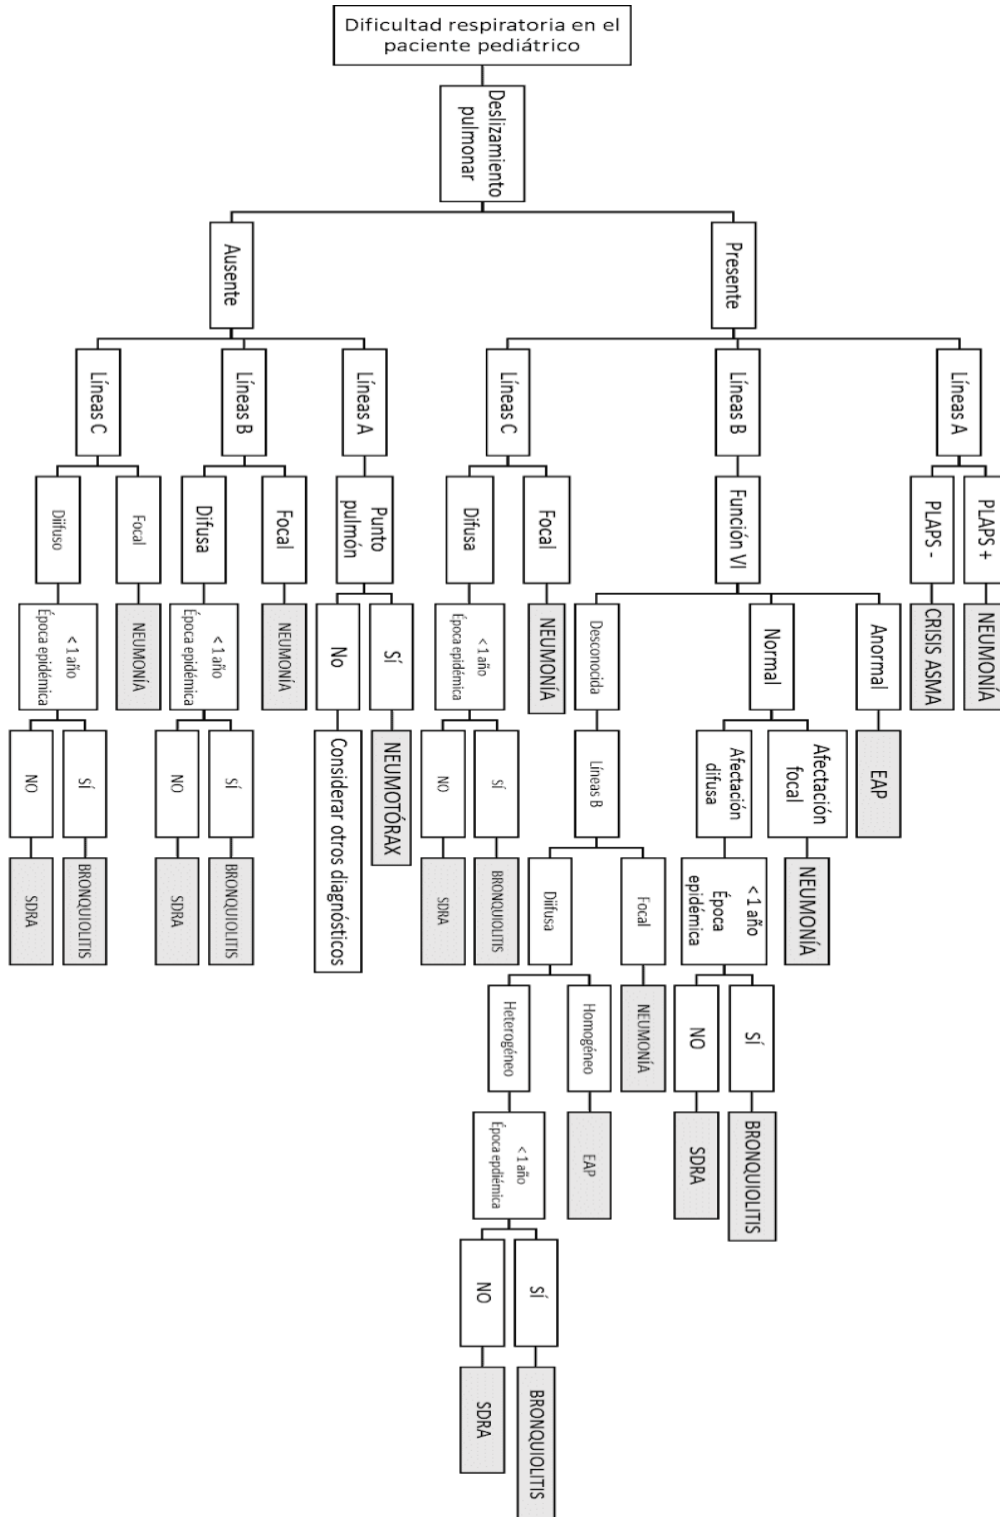 Dificultad respiratoria en el
paciente pediátrico
Deslizamiento
pulmonar
Ausente
Presente
Líneas C
Líneas B
Líneas A
Líneas C
Líneas B
Líneas A
Diifuso
Focal
Difusa
Focal
Punto
pulmón
Difusa
Focal
Función VI
PLAPS -
PLAPS +
< 1 año
Época epidémica
NEUMONÍA
< 1 año
Época epidémica
NEUMONÍA
No
Sí
< 1 año
Época epidémica
NEUMONÍA
Desconocida
Normal
Anormal
CRISIS ASMA
NEUMONÍA
NO
SÍ
NO
SÍ
Considerar otros diagnósticos
NEUMOTÓRAX
NO
SÍ
Líneas B
Afectación
difusa
Afectación
focal
EAP
SDRA
BRONQUIOLITIS
SDRA
BRONQUIOLITIS
SDRA
BRONQUIOLITIS
Diifusa
Focal
< 1 año
Época
epidémica
NEUMONÍA
Heterogéneo
Homogéneo
NEUMONÍA
NO
SÍ
< 1 año
Época epdiémica
EAP
SDRA
BRONQUIOLITIS
NO
SÍ
SDRA
BRONQUIOLITIS